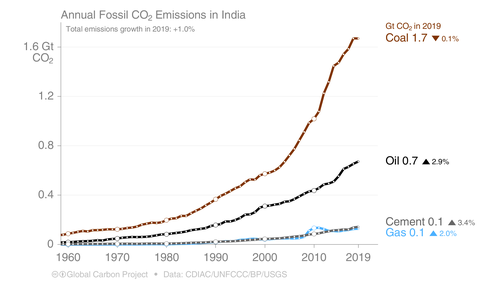 Annual Fossil CO2 Emissions in India
Total emissions growth in 2019: +1.0%
Gt CO2 in 2019
1.6 Gt
CO2
Coal 1.7 ▼ 0.1%
1.2
0.8
Oil 0.7 ▲ 2.9%
0.4
Cement 0.1 ▲ 3.4%
Gas 0.1 ▲ 2.0%
0
1960 1970 1980 1990 2000 2010 2019
Global Carbon Project • Data: CDIAC/UNFCCC/BP/USGS